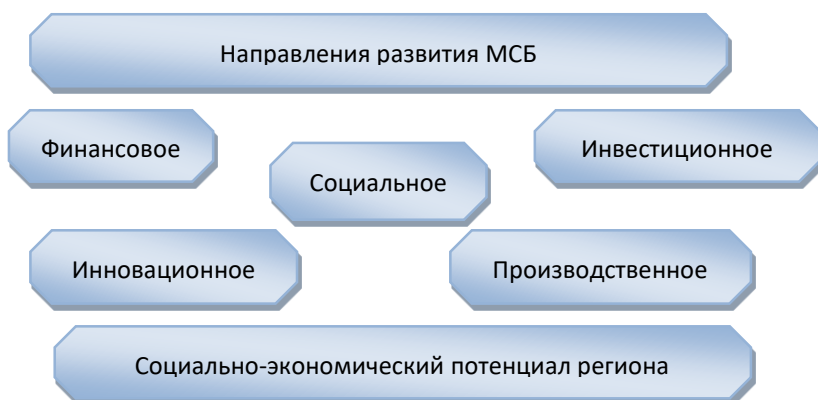 Направления развития МСБ
Финансовое
Инвестиционное
Социальное
Инновационное
Производственное
Социально-экономический потенциал региона